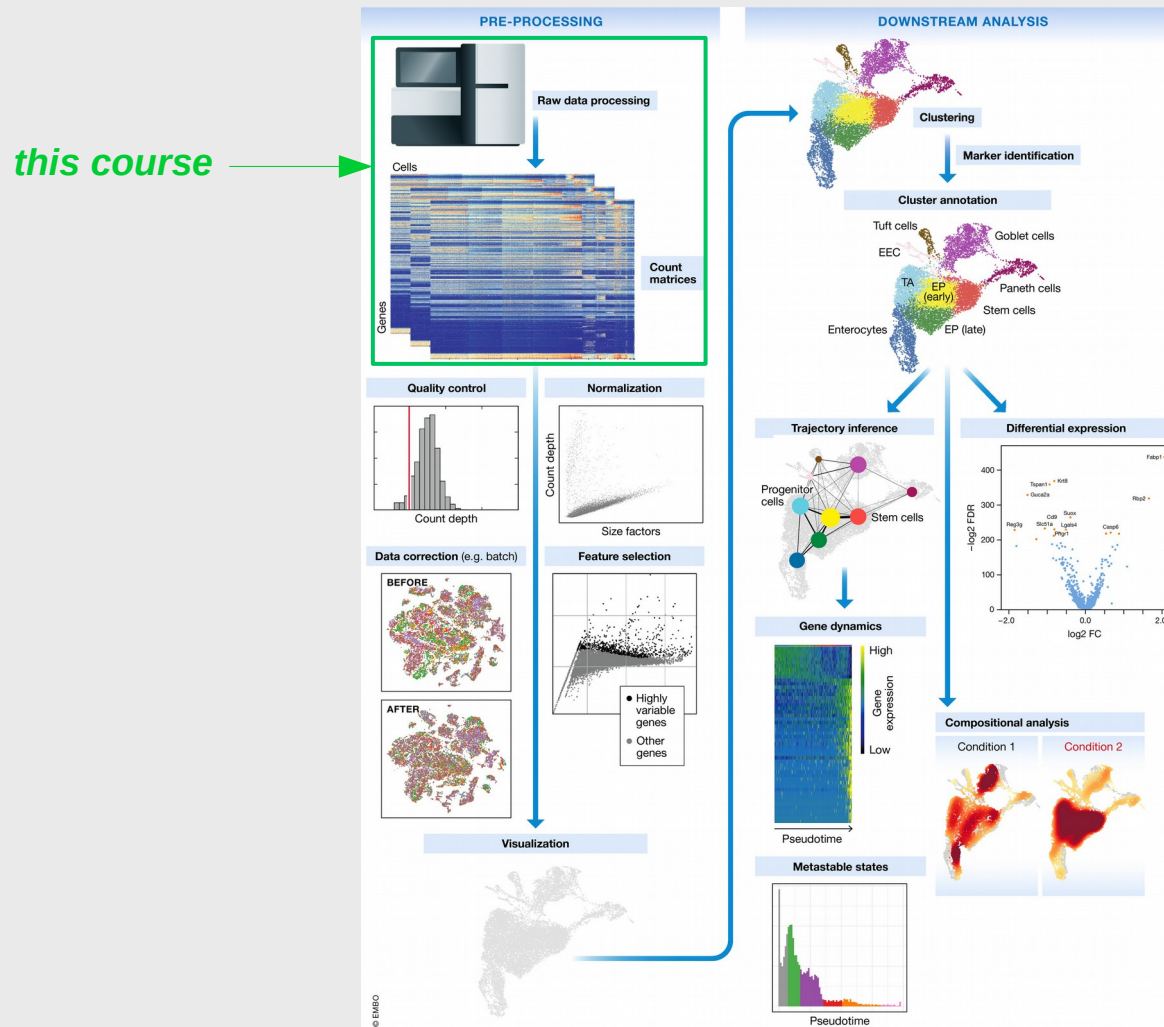 this course
PRE-PROCESSING
Raw data processing
Cells
Genes
Count
matrices
Quality control
Count depth
Normalization
Count depth
Size factors
Data correction (e.g. batch)
BEFORE
AFTER
Feature selection
Highly
variable
genes
Other
genes
Visualization
© EMBO
DOWNSTREAM ANALYSIS
Clustering
Marker identification
Cluster annotation
Tuft cells
Goblet cells
EEC
TA
EP
(early)
Paneth cells
Stem cells
Enterocytes
EP (late)
Trajectory inference
Progenitor
cells
Stem cells
Gene dynamics
High
Gene
expression
Low
Pseudotime
Metastable states
Pseudotime
Differential expression
Fabp1
400
Tspan1
Krt8
Guca2a
Rbp2
300
Suox
Cd9
Reg3g
Slc51a
Lgals4
Casp6
Pfigr1
200
100
0
−log2 FDR
−2.0
0.0
2.0
log2 FC
Compositional analysis
Condition 1
Condition 2